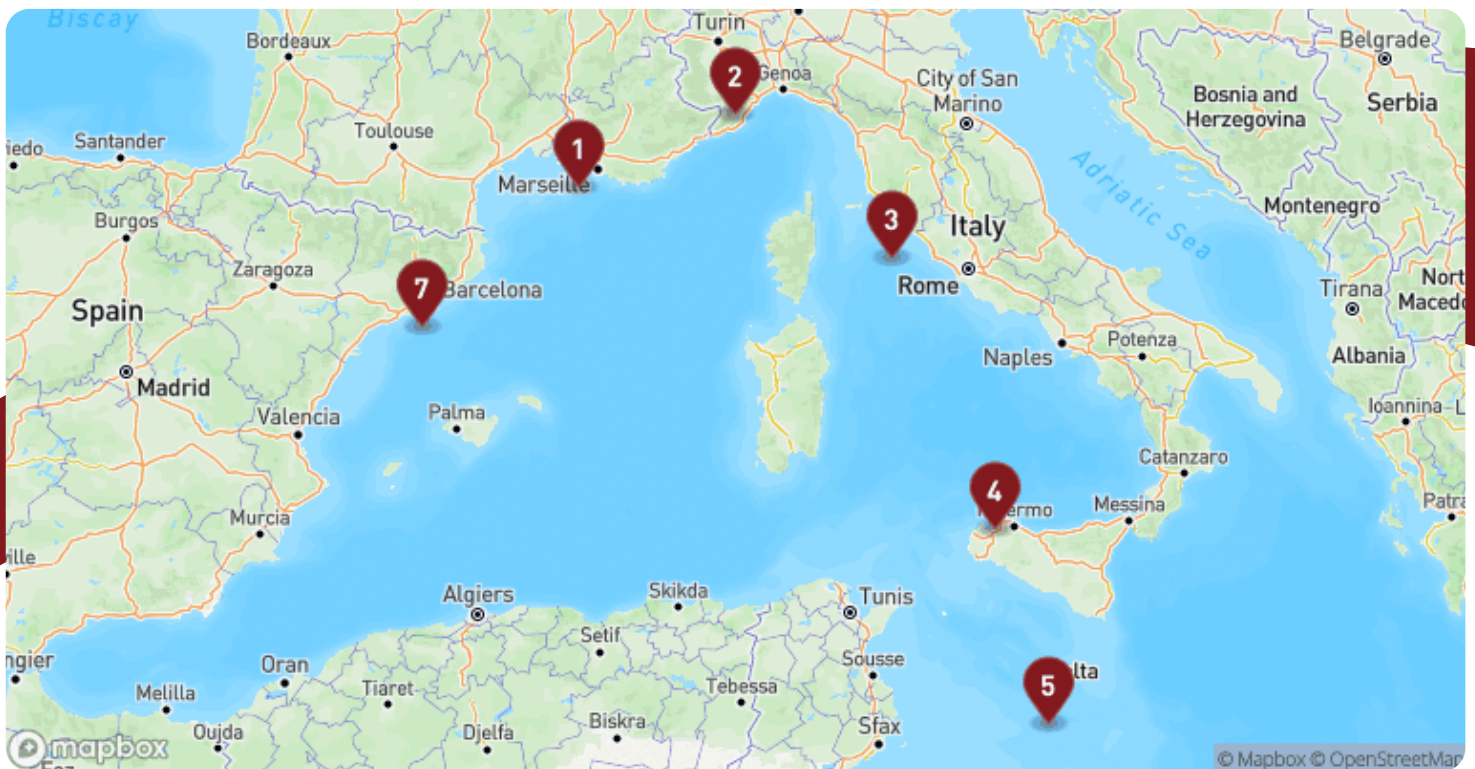 Biscay
Turin
Bordeaux
2
Genoa
Belgrade
City of San
Marino
Bosnia and
Herzegovina
Serbia
Toulouse
Santander
1
Marseille
Adriatic Sea
Montenegro
Burgos
3
Italy
Zaragoza
7
Barcelona
Rome
Tirana
Spain
Naples
Potenza
Albania
Madrid
Palma
Valencia
Ioannina
Catanzaro
4
Messina
Murcia
Algiers
Skikda
Tunis
Setif
Oran
Sousse
5
Melilla
Tiaret
Tebessa
Oujda
Djelfa
Biskra
Sfax
mapbox
© Mapbox © OpenStreetMap